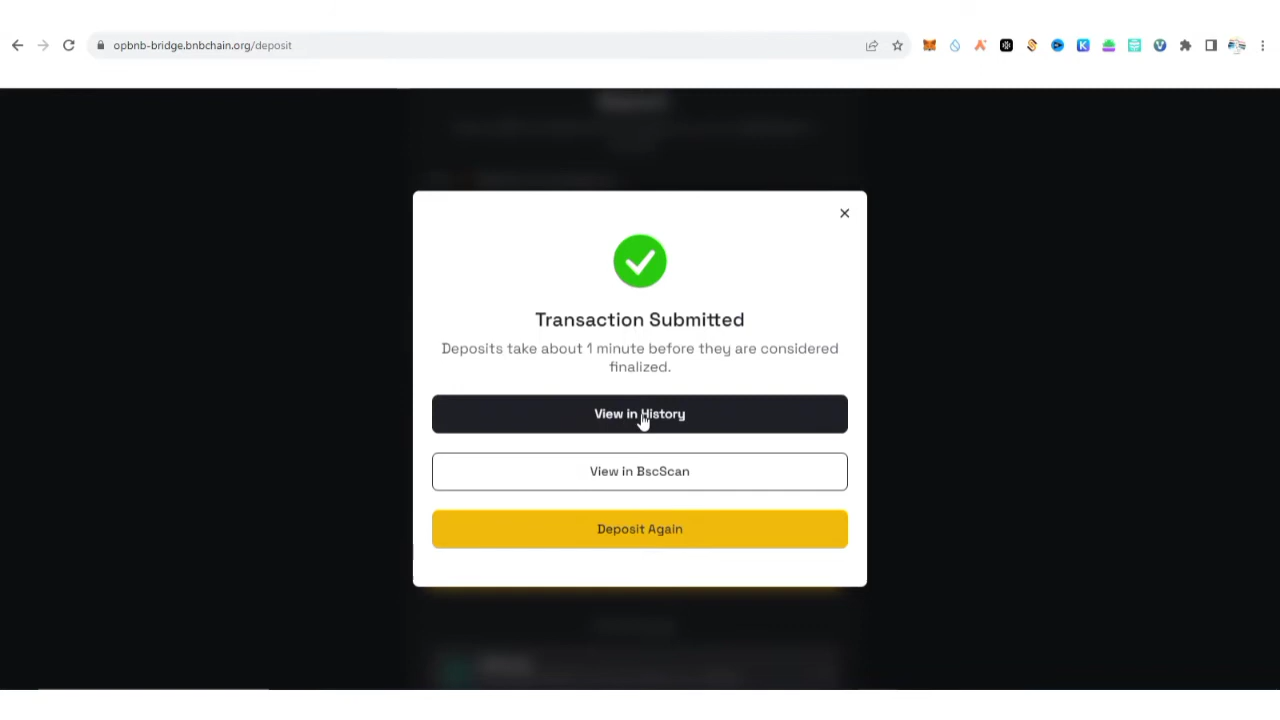 opbnb-bridge.bnbchain.org/deposit
Transaction Submitted
Deposits take about 1 minute before they are considered
finalized.
View in History
View in BscScan
Deposit Again